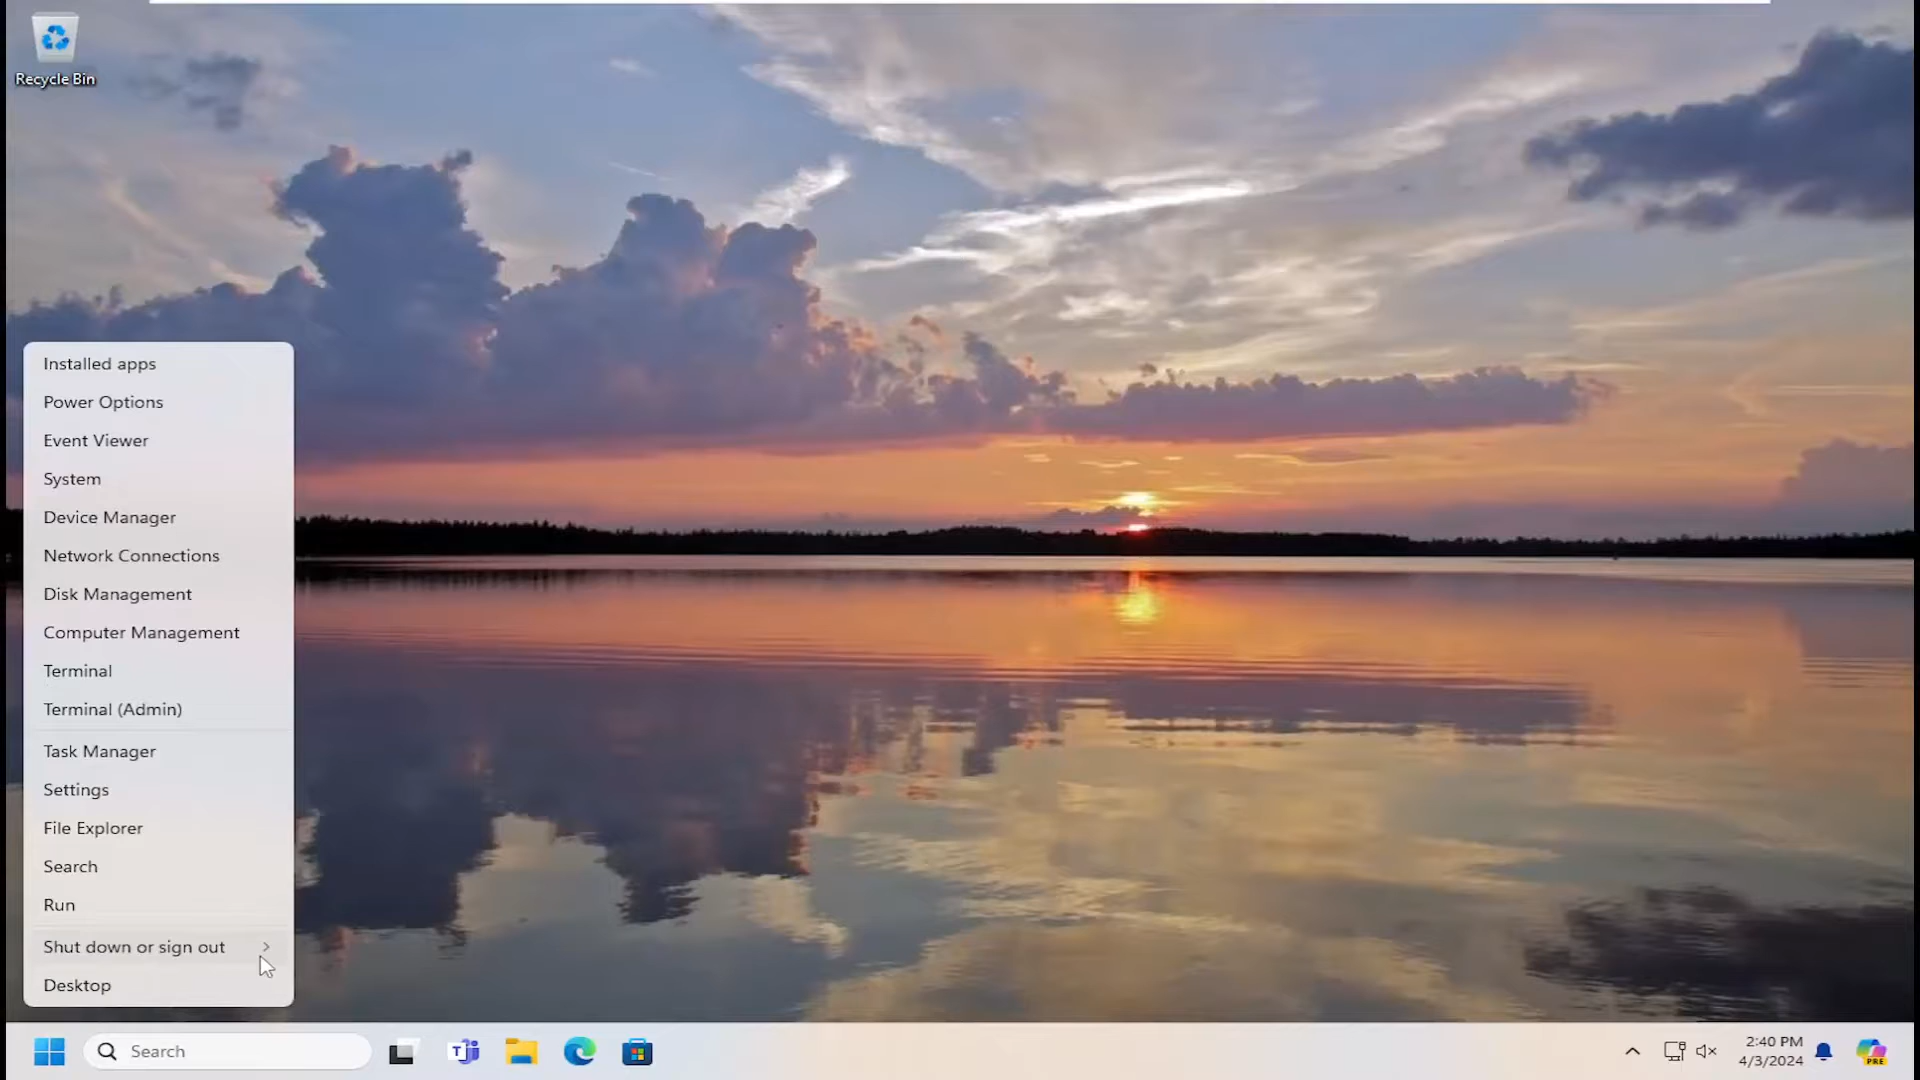 Recycle Bin
Installed apps
Power Options
Event Viewer
System
Device Manager
Network Connections
Disk Management
Computer Management
Terminal
Terminal (Admin)
Task Manager
Settings
File Explorer
Search
Run
Shut down or sign out
Desktop
Search
T
2:40 PM
4/3/2024
PRE